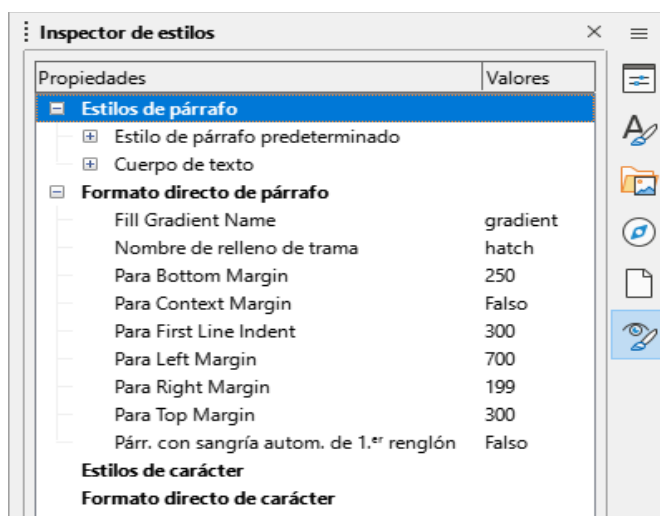 Inspector de estilos
Propiedades Valores
Estilos de párrafo
Estilo de párrafo predeterminado
Cuerpo de texto
Formato directo de párrafo
Fill Gradient Name gradient
Nombre de relleno de trama hatch
Para Bottom Margin 250
Para Context Margin Falso
Para First Line Indent 300
Para Left Margin 700
Para Right Margin 199
Para Top Margin 300
Párr. con sangría autom. de 1.ᵉʳ renglón Falso
Estilos de carácter
Formato directo de carácter